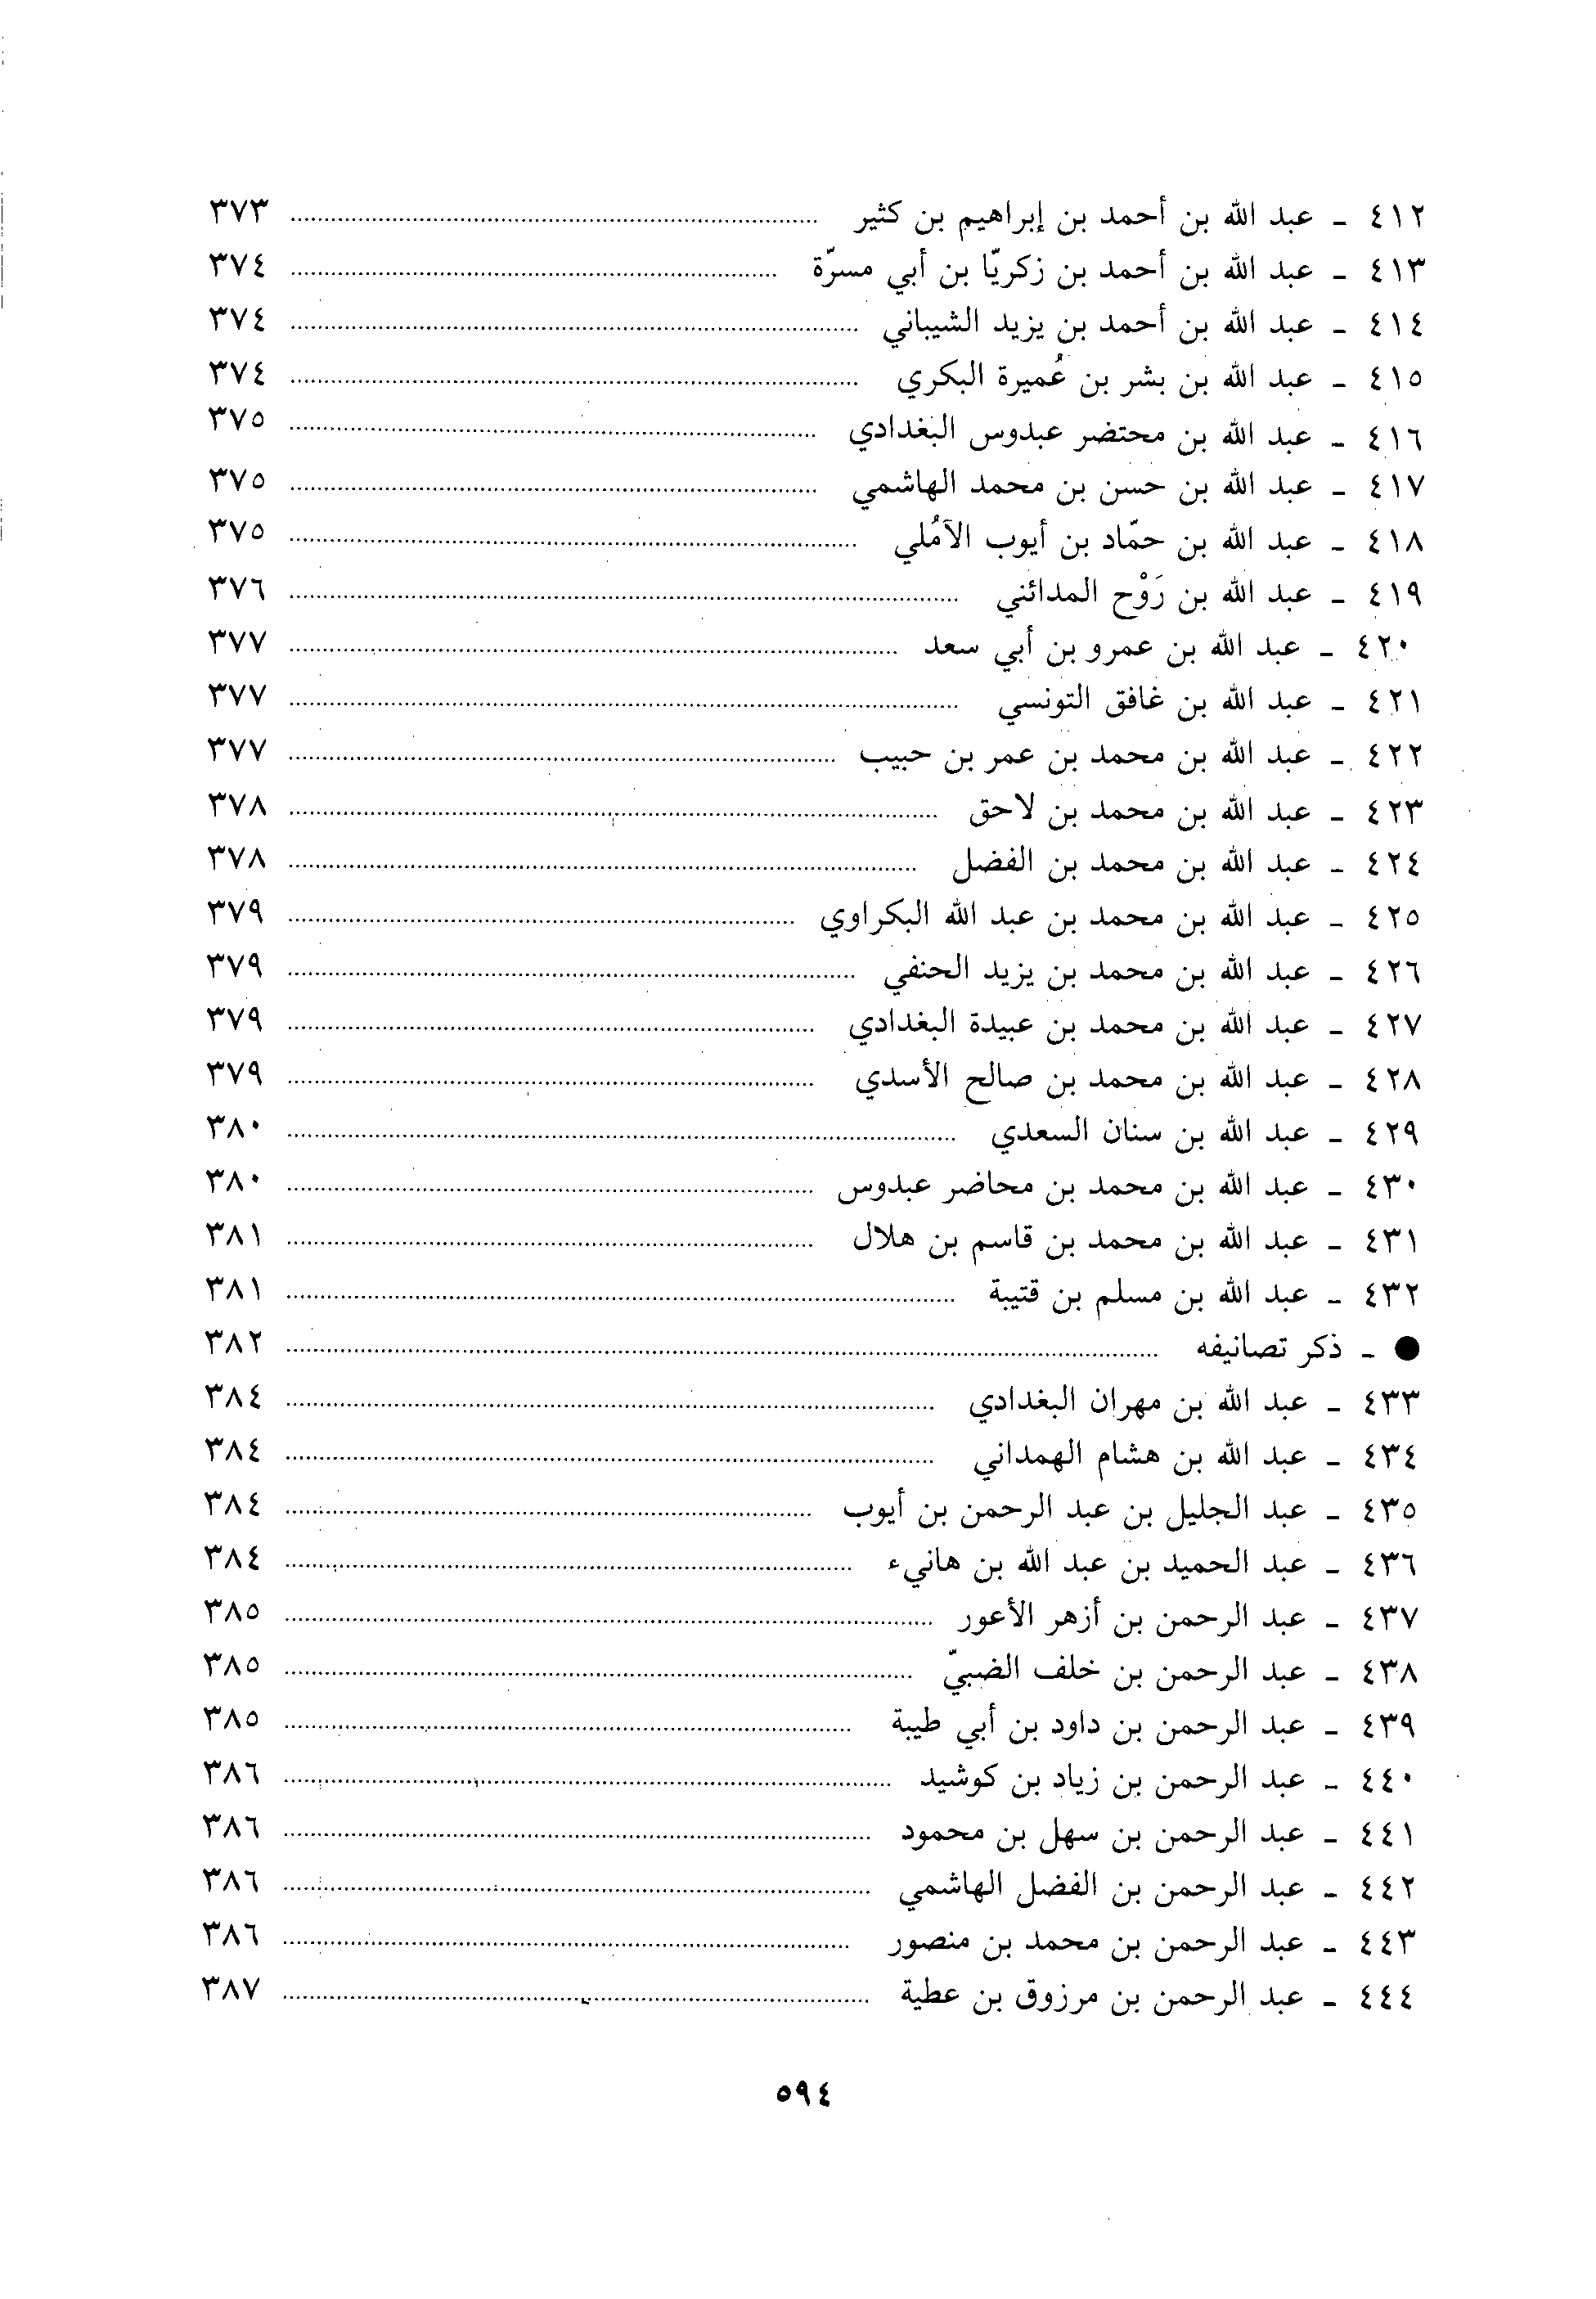 ٤١٢ - عبد الله بن أحمد بن إبراهيم بن كثير ........ ٣٧٣
٤١٣ - عبد الله بن أحمد بن زكريّا بن أبي مسرّة ........ ٣٧٤
٤١٤ - عبد الله بن أحمد بن يزيد الشيباني ........ ٣٧٤
٤١٥ - عبد الله بن بشر بن عُميرة البكري ........ ٣٧٤
٤١٦ - عبد الله بن محتضر عبدوس البغدادي ........ ٣٧٥
٤١٧ - عبد الله بن حسن بن محمد الهاشمي ........ ٣٧٥
٤١٨ - عبد الله بن حمّاد بن أيوب الآمُلي ........ ٣٧٥
٤١٩ - عبد الله بن رَوْح المدائني ........ ٣٧٦
٤٢٠ - عبد الله بن عمرو بن أبي سعد ........ ٣٧٧
٤٢١ - عبد الله بن غافق التونسي ........ ٣٧٧
٤٢٢ - عبد الله بن محمد بن عمر بن حبيب ........ ٣٧٧
٤٢٣ - عبد الله بن محمد بن لاحق ........ ٣٧٨
٤٢٤ - عبد الله بن محمد بن الفضل ........ ٣٧٨
٤٢٥ - عبد الله بن محمد بن عبد الله البكراوي ........ ٣٧٩
٤٢٦ - عبد الله بن محمد بن يزيد الحنفي ........ ٣٧٩
٤٢٧ - عبد الله بن محمد بن عبيدة البغدادي ........ ٣٧٩
٤٢٨ - عبد الله بن محمد بن صالح الأسدي ........ ٣٧٩
٤٢٩ - عبد الله بن سنان السعدي ........ ٣٨٠
٤٣٠ - عبد الله بن محمد بن محاضر عبدوس ........ ٣٨٠
٤٣١ - عبد الله بن محمد بن قاسم بن هلال ........ ٣٨١
٤٣٢ - عبد الله بن مسلم بن قتيبة ........ ٣٨١
● - ذكر تصانيفه ........ ٣٨٢
٤٣٣ - عبد الله بن مهران البغدادي ........ ٣٨٤
٤٣٤ - عبد الله بن هشام الهمداني ........ ٣٨٤
٤٣٥ - عبد الجليل بن عبد الرحمن بن أيوب ........ ٣٨٤
٤٣٦ - عبد الحميد بن عبد الله بن هانيء ........ ٣٨٤
٤٣٧ - عبد الرحمن بن أزهر الأعور ........ ٣٨٥
٤٣٨ - عبد الرحمن بن خلف الضبيّ ........ ٣٨٥
٤٣٩ - عبد الرحمن بن داود بن أبي طيبة ........ ٣٨٥
٤٤٠ - عبد الرحمن بن زياد بن كوشيد ........ ٣٨٦
٤٤١ - عبد الرحمن بن سهل بن محمود ........ ٣٨٦
٤٤٢ - عبد الرحمن بن الفضل الهاشمي ........ ٣٨٦
٤٤٣ - عبد الرحمن بن محمد بن منصور ........ ٣٨٦
٤٤٤ - عبد الرحمن بن مرزوق بن عطية ........ ٣٨٧
٥٩٤